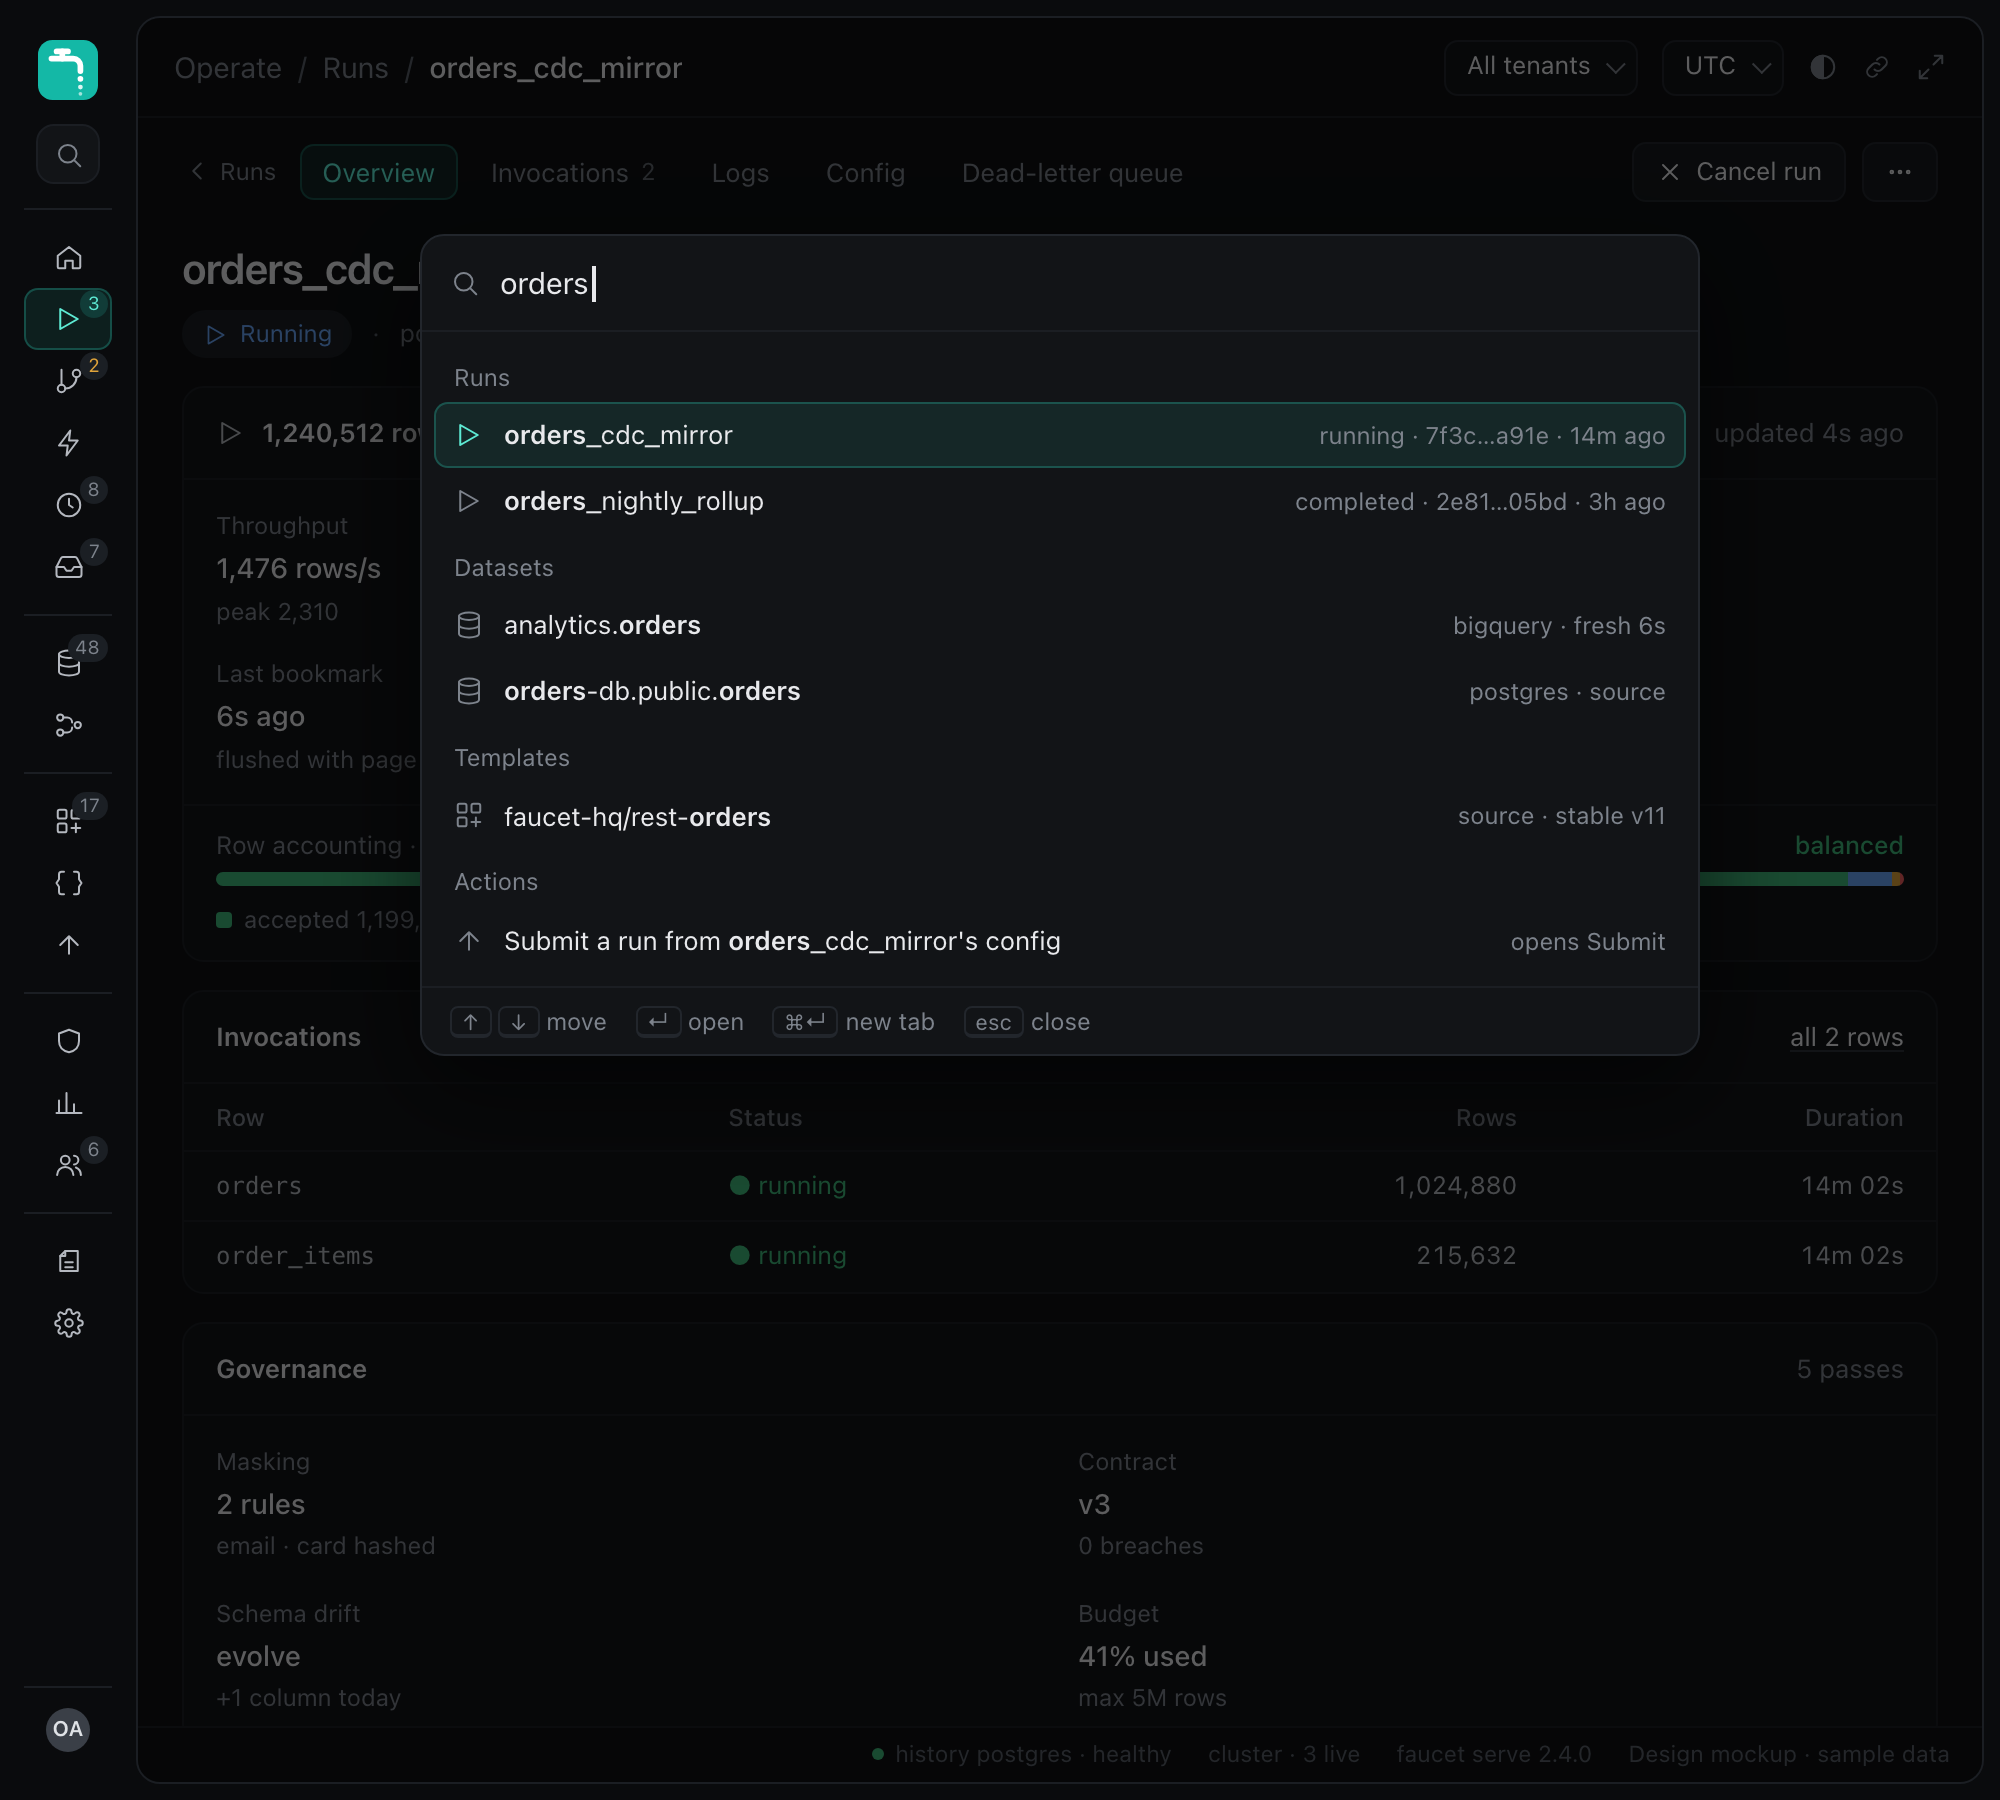 Operate / Runs / orders_cdc_mirror
All tenants
UTC
Runs
Overview
Invocations 2
Logs
Config
Dead-letter queue
Cancel run
orders_cdc_
Running ·
1,240,512
updated 4s ago
Throughput
1,476 rows/s
peak 2,310
Last bookmark
6s ago
flushed with page
Row accounting ·
balanced
accepted 1,199,
orders
Runs
orders_cdc_mirror
running · 7f3c...a91e · 14m ago
orders_nightly_rollup
completed · 2e81...05bd · 3h ago
Datasets
analytics.orders
bigquery · fresh 6s
orders-db.public.orders
postgres · source
Templates
faucet-hq/rest-orders
source · stable v11
Actions
Submit a run from orders_cdc_mirror's config
opens Submit
↑ ↓ move
↵ open
⌘↵ new tab
esc close
Invocations
all 2 rows
Row Status Rows Duration
orders running 1,024,880 14m 02s
order_items running 215,632 14m 02s
Governance
5 passes
Masking
2 rules
email · card hashed
Contract
v3
0 breaches
Schema drift
evolve
+1 column today
Budget
41% used
max 5M rows
history postgres · healthy
cluster · 3 live
faucet serve 2.4.0
Design mockup · sample data
3
2
8
7
48
17
6
OA